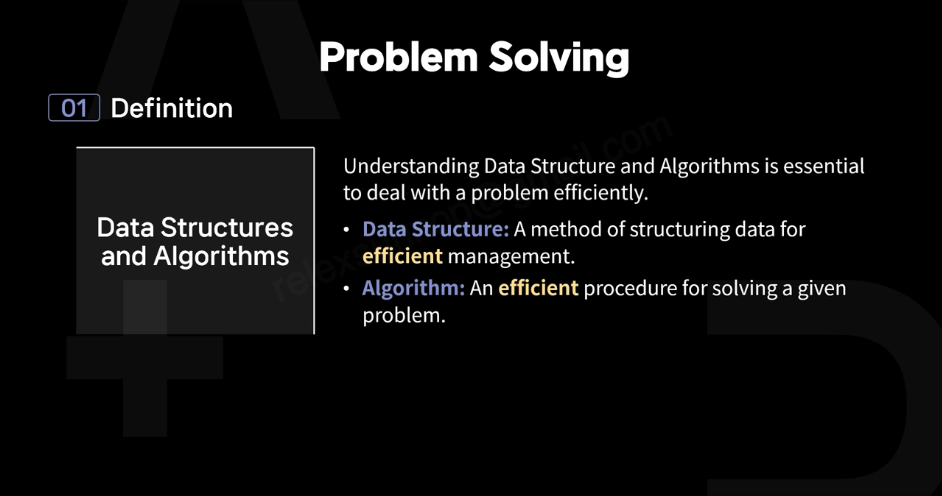 Problem Solving
01 Definition
Data Structures
and Algorithms
Understanding Data Structure and Algorithms is essential
to deal with a problem efficiently.
• Data Structure: A method of structuring data for
efficient management.
• Algorithm: An efficient procedure for solving a given
problem.